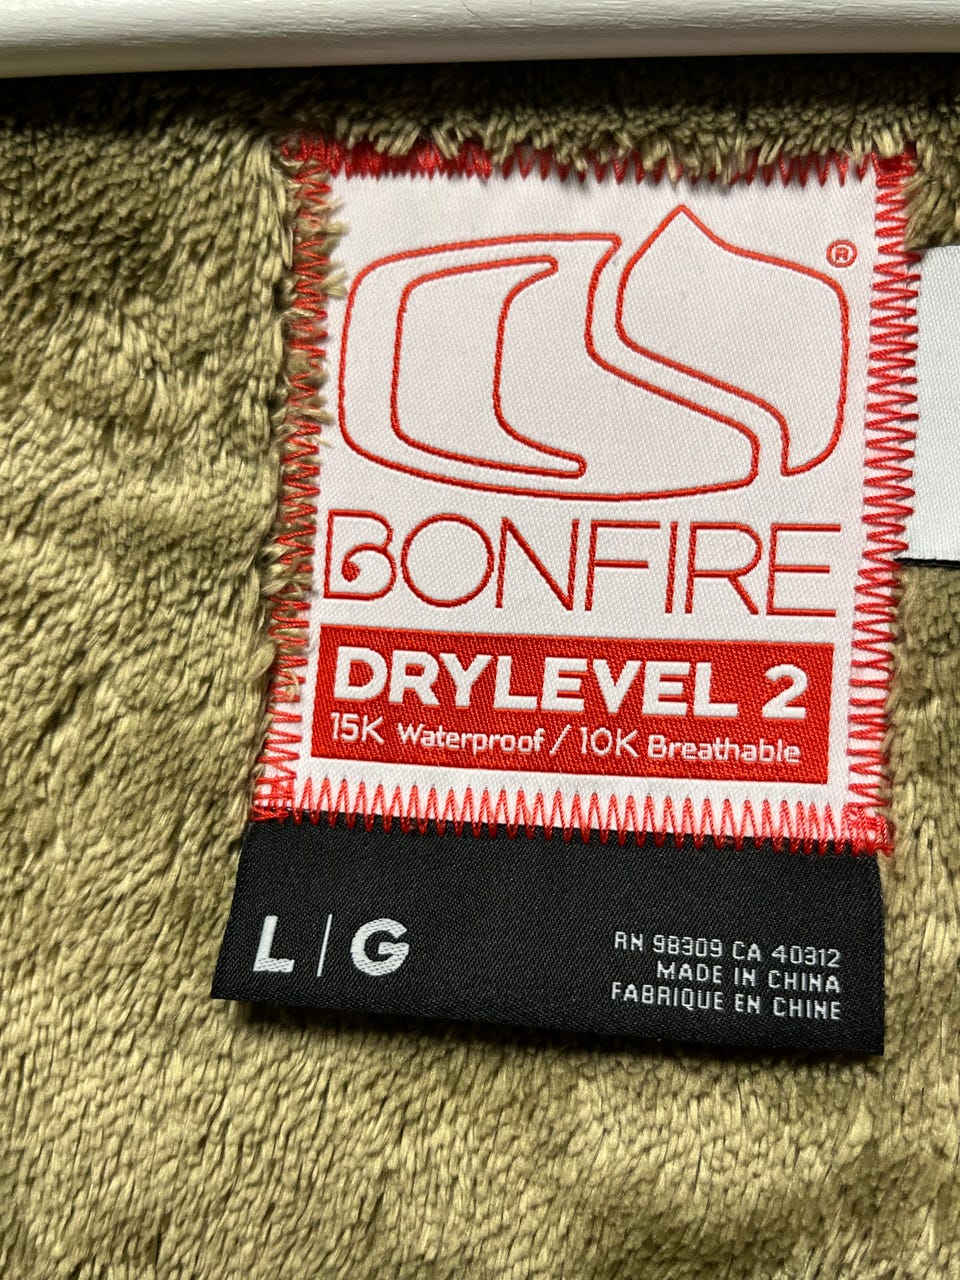 ®
BONFIRE
DRYLEVEL 2
15K Waterproof / 10K Breathable
L | G
RN 98309 CA 40312
MADE IN CHINA
FABRIQUE EN CHINE